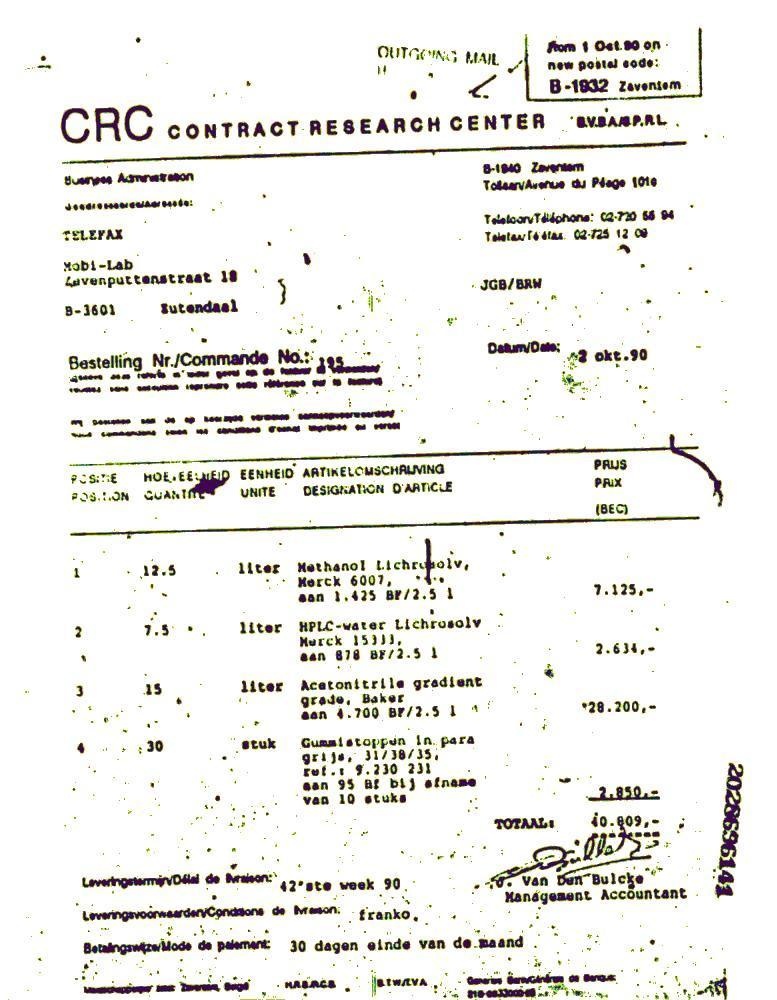 OUTGOING MAIL
From 1 Oct.90 on
new postal code:
B-1932 Zaventem
CRC CONTRACT RESEARCH CENTER B.V.B.A/S.P.R.L.
Business Administration
B-1940 Zaventem
Tollaan/Avenue du Péage 101e
Telefoon/Téléphone: 02-720 56 94
02-725 12 09
TELEFAX
Mobi-Lab
Zavenputtenstraat 18
B-3601 Zutendaal
JGB/BRW
Bestelling Nr./Commande No.: 195
Datum/Date: 2 okt.90
POSITIE HOEVEELHEID EENHEID ARTIKELOMSCHRIJVING PRIJS
POSITION QUANTITE UNITE DESIGNATION D'ARTICLE PRIX
(BEC)
1 12.5 liter Methanol Lichrosolv,
Merck 6007,
aan 1.425 BF/2.5 l 7.125,-
2 7.5 liter HPLC-water Lichrosolv
Merck 15333,
aan 878 BF/2.5 l 2.634,-
3 15 liter Acetonitrile gradient
grade, Baker
aan 4.700 BF/2.5 l 28.200,-
4 30 stuk Gummistoppen in para
grijs, 31/38/35,
ref.: 9.230 231
aan 95 Bf bij afname
van 10 stuks 2.850,-
TOTAAL: 40.809,-
J. Van Den Bulcke
Management Accountant
Leveringstermijn/Délai de livraison: 42°ste week 90
Leveringsvoorwaarden/Conditions de livraison: franko.
Betalingswijze/Mode de paiement: 30 dagen einde van de maand
H.R.B./R.C.B. B.T.W./T.V.A.
2028696141